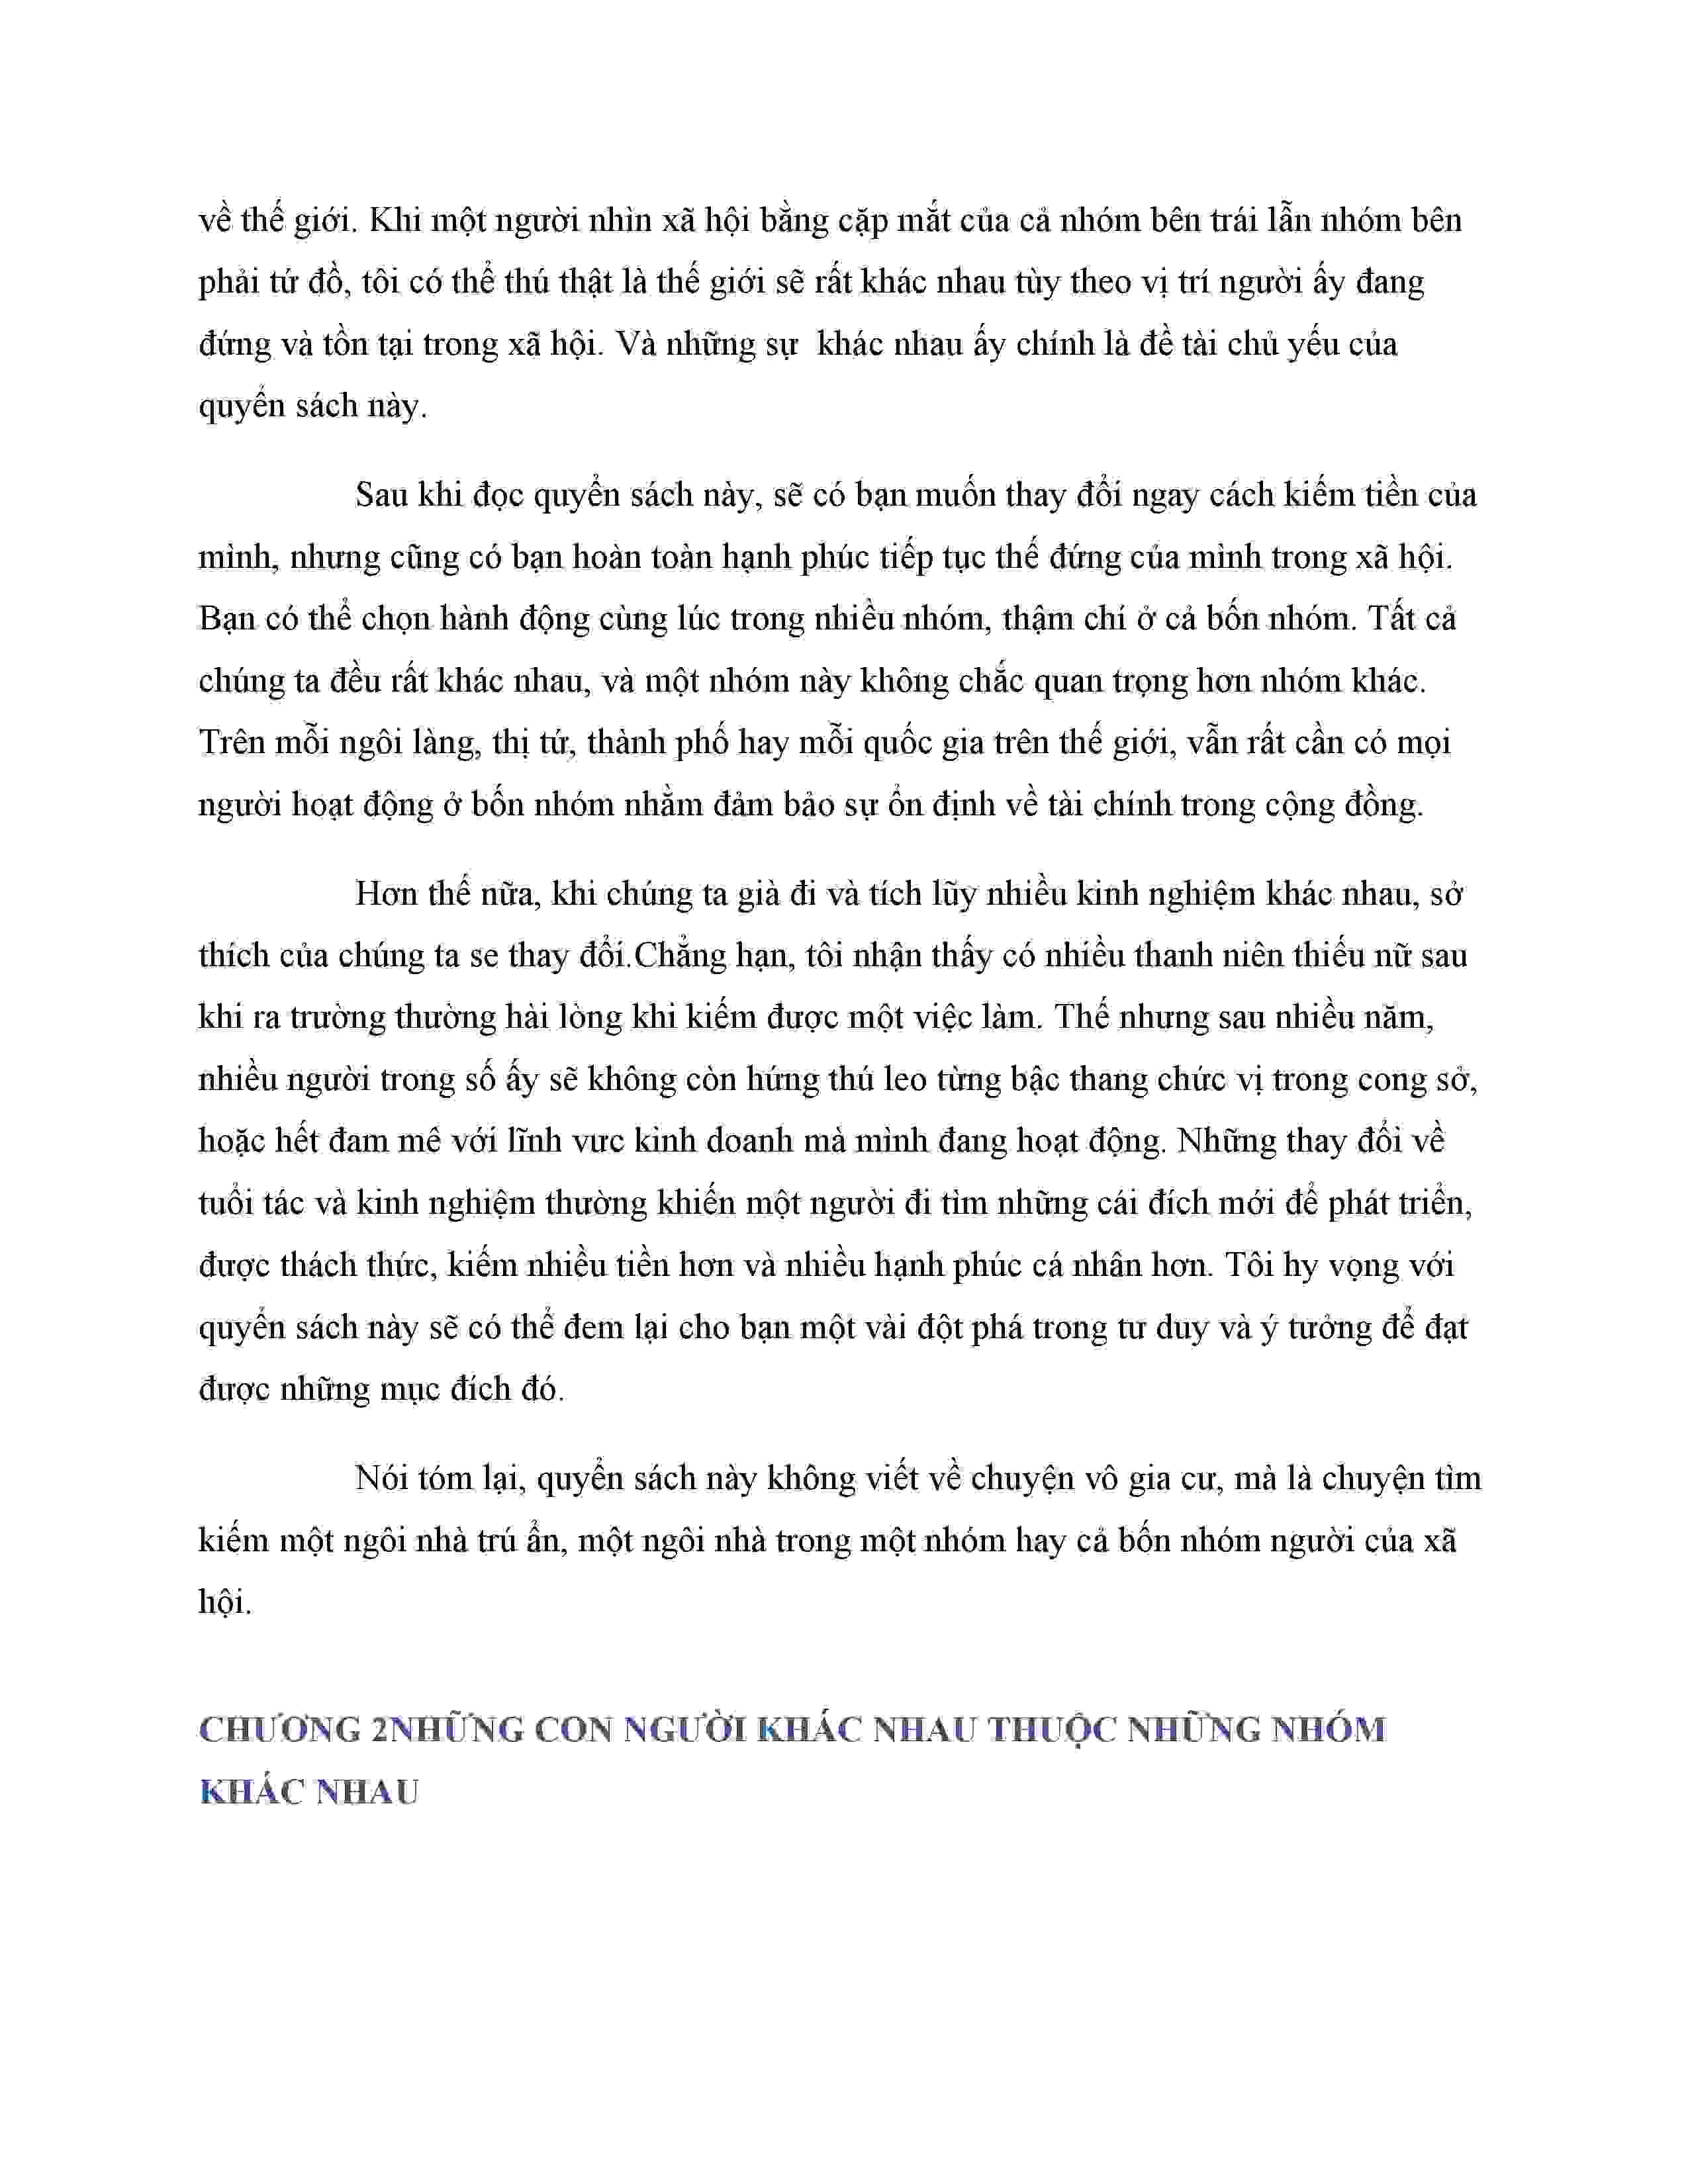 về thế giới. Khi một người nhìn xã hội bằng cặp mắt của cả nhóm bên trái lẫn nhóm bên
phải tứ đồ, tôi có thể thú thật là thế giới sẽ rất khác nhau tùy theo vị trí người ấy đang
đứng và tồn tại trong xã hội. Và những sự  khác nhau ấy chính là đề tài chủ yếu của
quyển sách này.
Sau khi đọc quyển sách này, sẽ có bạn muốn thay đổi ngay cách kiếm tiền của
mình, nhưng cũng có bạn hoàn toàn hạnh phúc tiếp tục thế đứng của mình trong xã hội.
Bạn có thể chọn hành động cùng lúc trong nhiều nhóm, thậm chí ở cả bốn nhóm. Tất cả
chúng ta đều rất khác nhau, và một nhóm này không chắc quan trọng hơn nhóm khác.
Trên mỗi ngôi làng, thị tứ, thành phố hay mỗi quốc gia trên thế giới, vẫn rất cần có mọi
người hoạt động ở bốn nhóm nhằm đảm bảo sự ổn định về tài chính trong cộng đồng.
Hơn thế nữa, khi chúng ta già đi và tích lũy nhiều kinh nghiệm khác nhau, sở
thích của chúng ta se thay đổi.Chẳng hạn, tôi nhận thấy có nhiều thanh niên thiếu nữ sau
khi ra trường thường hài lòng khi kiếm được một việc làm. Thế nhưng sau nhiều năm,
nhiều người trong số ấy sẽ không còn hứng thú leo từng bậc thang chức vị trong cong sở,
hoặc hết đam mê với lĩnh vưc kinh doanh mà mình đang hoạt động. Những thay đổi về
tuổi tác và kinh nghiệm thường khiến một người đi tìm những cái đích mới để phát triển,
được thách thức, kiếm nhiều tiền hơn và nhiều hạnh phúc cá nhân hơn. Tôi hy vọng với
quyển sách này sẽ có thể đem lại cho bạn một vài đột phá trong tư duy và ý tưởng để đạt
được những mục đích đó.
Nói tóm lại, quyển sách này không viết về chuyện vô gia cư, mà là chuyện tìm
kiếm một ngôi nhà trú ẩn, một ngôi nhà trong một nhóm hay cả bốn nhóm người của xã
hội.
CHƯƠNG 2NHỮNG CON NGƯỜI KHÁC NHAU THUỘC NHỮNG NHÓM
KHÁC NHAU